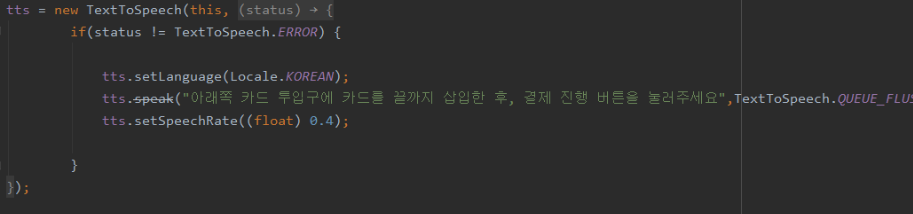 tts = new TextToSpeech(this, (status) → {
if(status != TextToSpeech.ERROR) {
tts.setLanguage(Locale.KOREAN);
tts.speak("아래쪽 카드 투입구에 카드를 끝까지 삽입한 후, 결제 진행 버튼을 눌러주세요",TextToSpeech.QUEUE_FLUS
tts.setSpeechRate((float) 0.4);
}
});